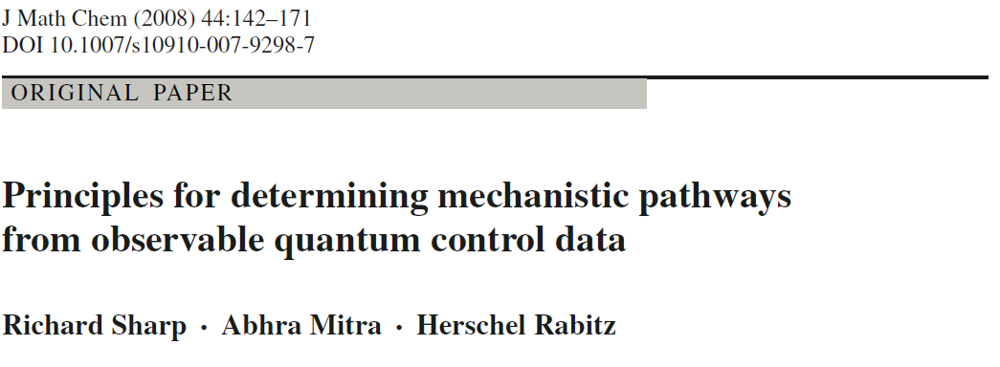 J Math Chem (2008) 44:142–171
DOI 10.1007/s10910-007-9298-7
ORIGINAL PAPER
Principles for determining mechanistic pathways
from observable quantum control data
Richard Sharp · Abhra Mitra · Herschel Rabitz